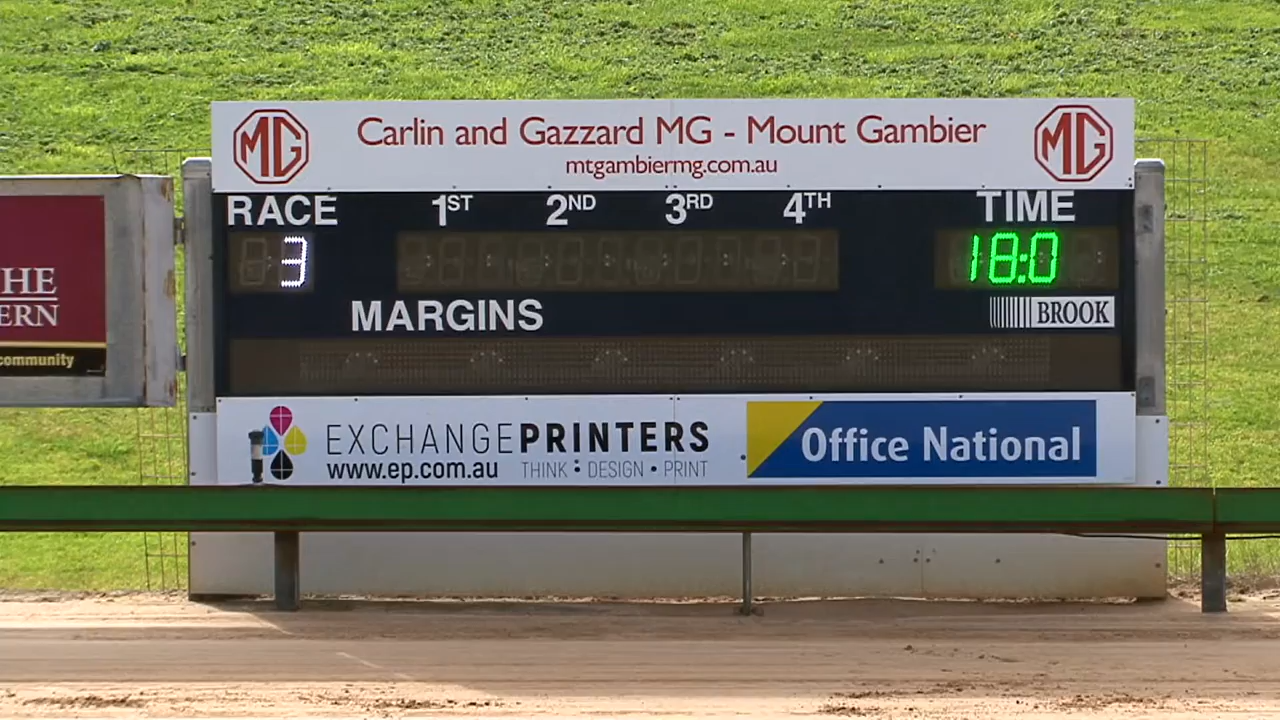 MG Carlin and Gazzard MG - Mount Gambier MG
mtgambiermg.com.au
RACE 1ST 2ND 3RD 4TH TIME
3 18:0
MARGINS BROOK
HE
ERN
community
EXCHANGEPRINTERS
www.ep.com.au THINK • DESIGN • PRINT
Office National